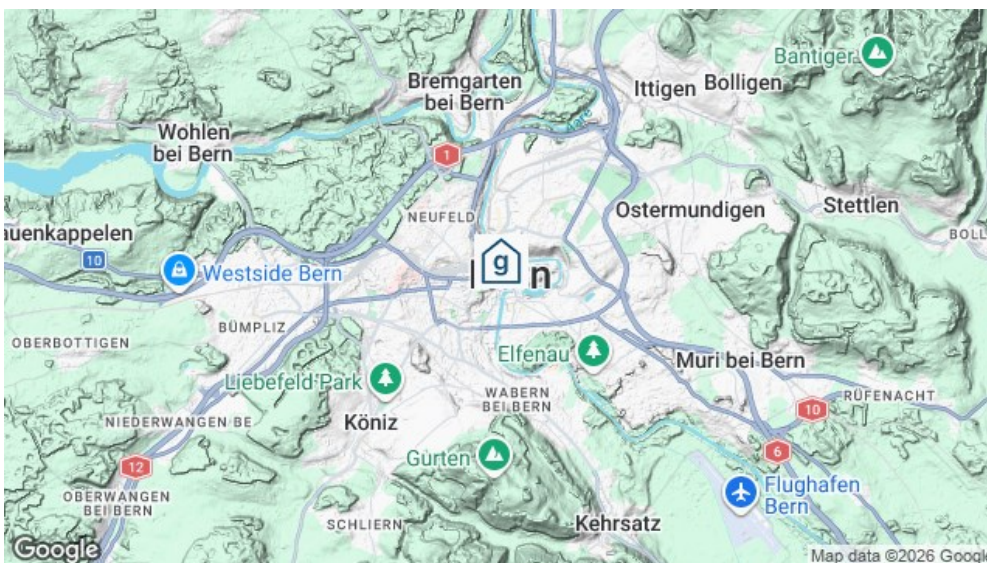 Bantiger
Bremgarten
bei Bern
Ittigen
Bolligen
Aare
Wohlen
bei Bern
1
NEUFELD
Ostermundigen
Stettlen
auenkappelen
BOLL
10
Westside Bern
g
n
BÜMPLIZ
OBERBOTTIGEN
Elfenau
Muri bei Bern
Liebefeld Park
WABERN
BEI BERN
RÜFENACHT
10
NIEDERWANGEN BE
Köniz
Gurten
6
12
Flughafen
Bern
OBERWANGEN
BEI BERN
SCHLIERN
Kehrsatz
Google
Map data ©2026 Google